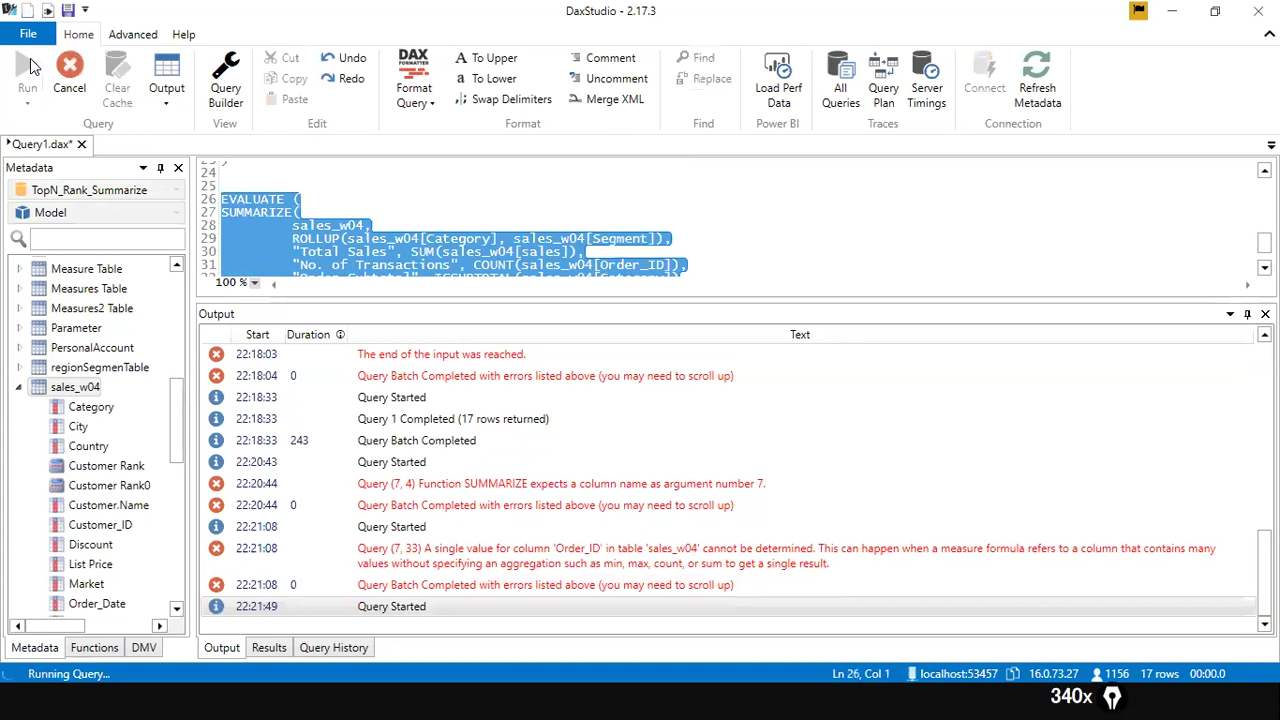 DaxStudio - 2.17.3
File Home Advanced Help
Run
Cancel
Clear Cache
Output
Query Builder
Cut
Copy
Paste
Undo
Redo
DAX FORMATTER
Format Query
To Upper
To Lower
Swap Delimiters
Comment
Uncomment
Merge XML
Find
Replace
Load Perf Data
All Queries
Query Plan
Server Timings
Connect
Refresh Metadata
Query View Edit Format Find Power BI Traces Connection
*Query1.dax*
Metadata
TopN_Rank_Summarize
Model
Measure Table
Measures Table
Measures2 Table
Parameter
PersonalAccount
regionSegmenTable
sales_w04
Category
City
Country
Customer Rank
Customer Rank0
Customer.Name
Customer_ID
Discount
List Price
Market
Order_Date
Metadata Functions DMV
24
25
26 EVALUATE (
27 SUMMARIZE(
28 sales_w04,
29 ROLLUP(sales_w04[Category], sales_w04[Segment]),
30 "Total Sales", SUM(sales_w04[sales]),
31 "No. of Transactions", COUNT(sales_w04[Order_ID]),
100 %
Output
Start Duration Text
22:18:03 The end of the input was reached.
22:18:04 0 Query Batch Completed with errors listed above (you may need to scroll up)
22:18:33 Query Started
22:18:33 Query 1 Completed (17 rows returned)
22:18:33 243 Query Batch Completed
22:20:43 Query Started
22:20:44 Query (7, 4) Function SUMMARIZE expects a column name as argument number 7.
22:20:44 0 Query Batch Completed with errors listed above (you may need to scroll up)
22:21:08 Query Started
22:21:08 Query (7, 33) A single value for column 'Order_ID' in table 'sales_w04' cannot be determined. This can happen when a measure formula refers to a column that contains many
values without specifying an aggregation such as min, max, count, or sum to get a single result.
22:21:08 0 Query Batch Completed with errors listed above (you may need to scroll up)
22:21:49 Query Started
Output Results Query History
Running Query... Ln 26, Col 1 localhost:53457 16.0.73.27 1156 17 rows 00:00.0
340x